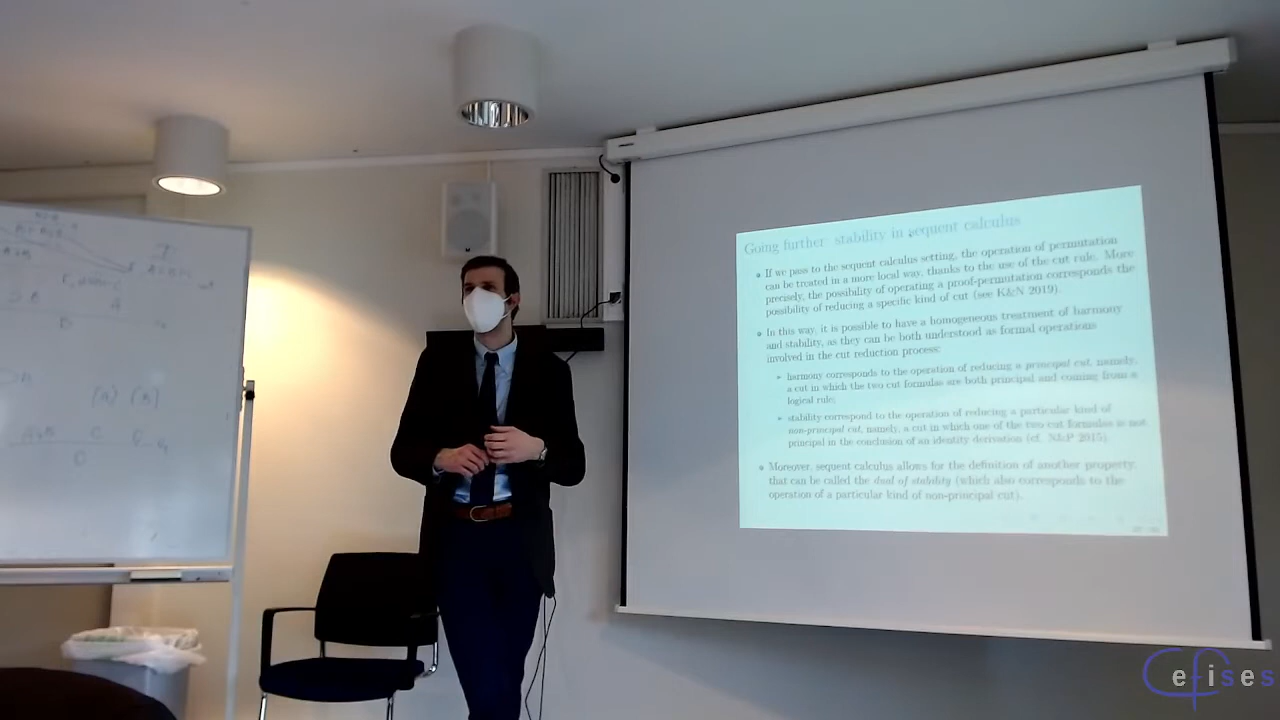 Going further: stability in sequent calculus
If we pass to the sequent calculus setting, the operation of permutation
can be treated in a more local way, thanks to the use of the cut rule. More
precisely, the possibility of operating a proof-permutation corresponds the
possibility of reducing a specific kind of cut (see K&N 2019).
In this way, it is possible to have a homogeneous treatment of harmony
and stability, as they can be both understood as formal operations
involved in the cut reduction process:
harmony corresponds to the operation of reducing a principal cut, namely,
a cut in which the two cut formulas are both principal and coming from a
logical rule;
stability correspond to the operation of reducing a particular kind of
non-principal cut, namely, a cut in which one of the two cut formulas is not
principal in the conclusion of an identity derivation (cf. N&P 2015).
Moreover, sequent calculus allows for the definition of another property,
that can be called the dual of stability (which also corresponds to the
operation of a particular kind of non-principal cut).
[A] [B]
Cefises